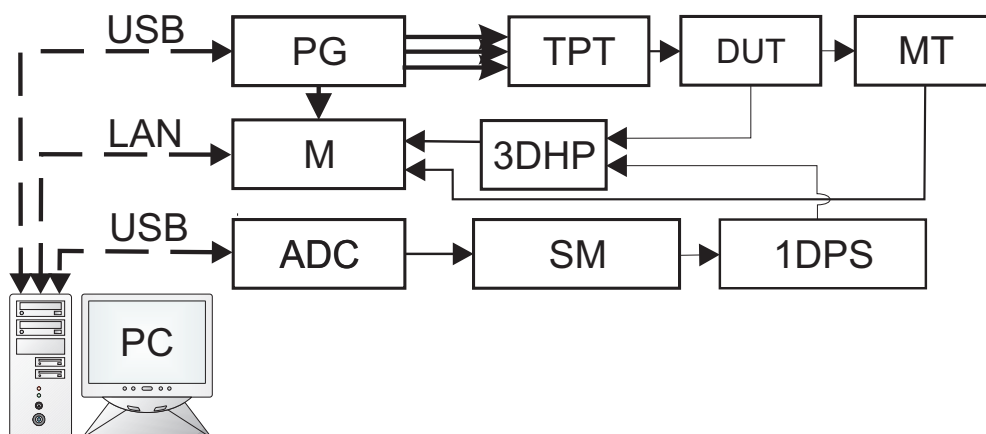 USB
PG
TPT
DUT
MT
LAN
M
3DHP
USB
ADC
SM
1DPS
PC